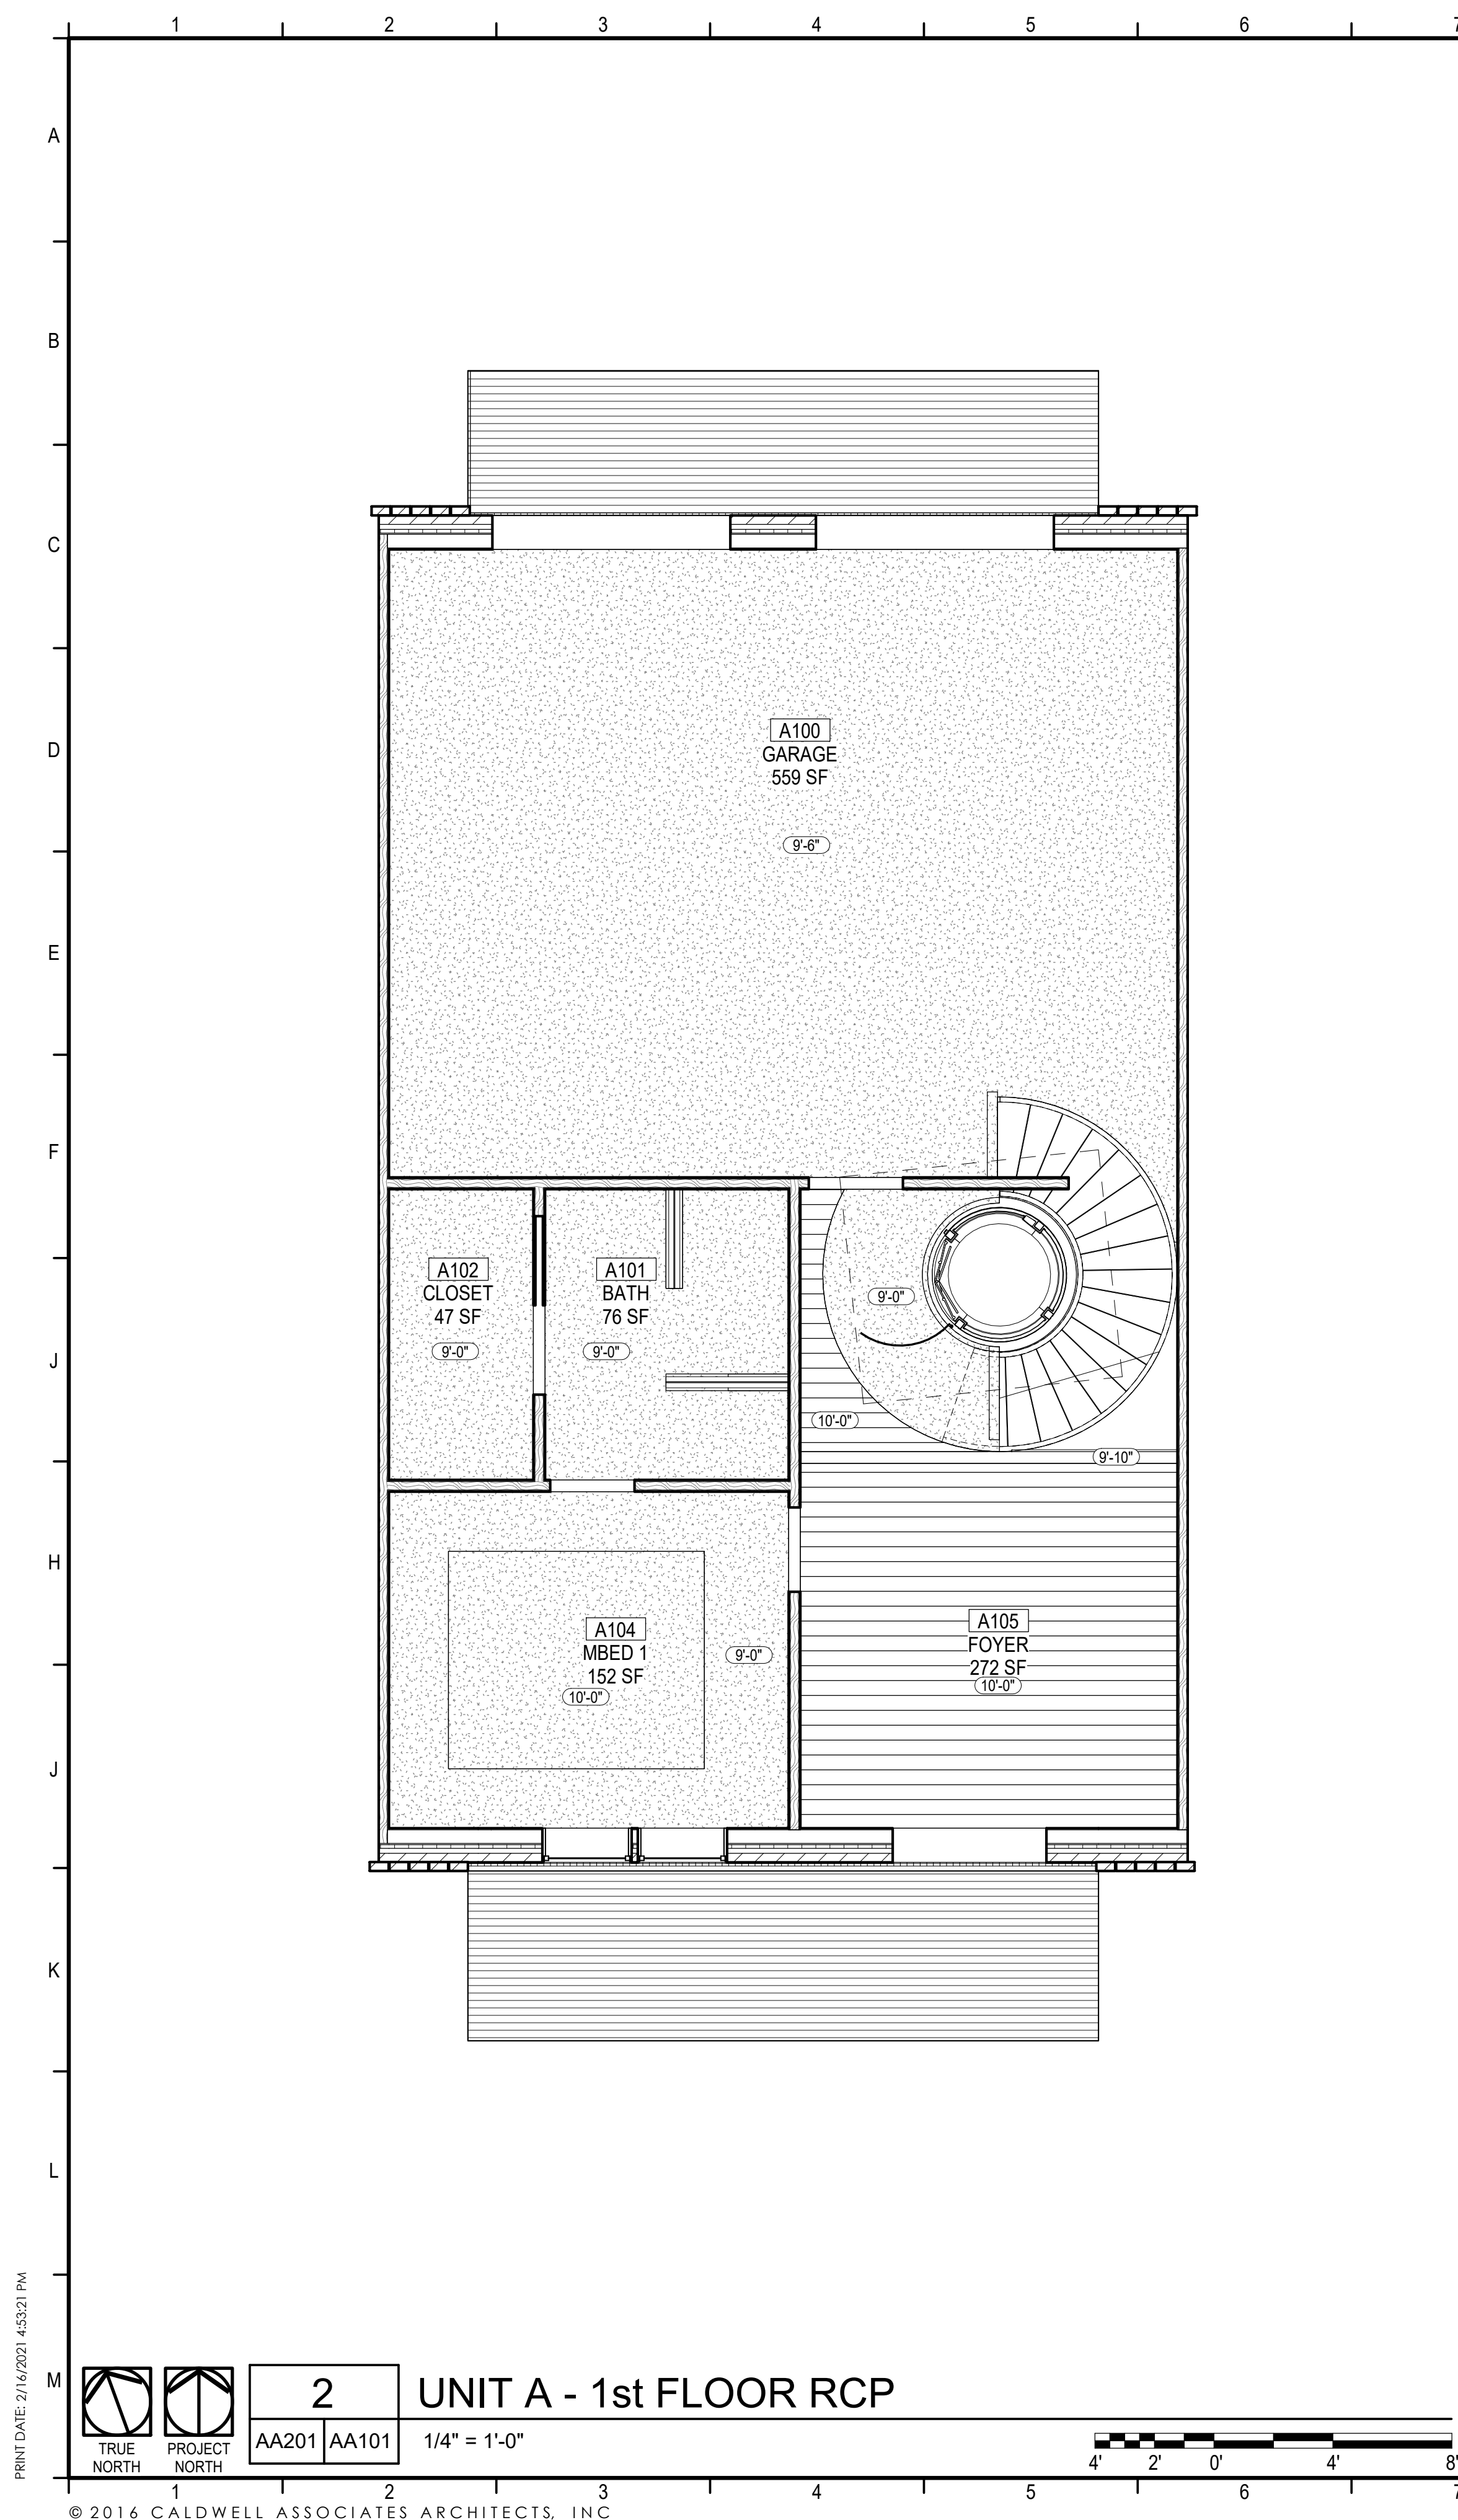 1 2 3 4 5 6 7
A
B
C
A100
D
GARAGE
559 SF
9'-6"
E
F
A102
CLOSET
47 SF
9'-0"
A101
BATH
76 SF
9'-0"
9'-0"
J
10'-0"
9'-10"
H
A104
MBED 1
152 SF
10'-0"
9'-0"
A105
FOYER
272 SF
10'-0"
J
K
L
M
PRINT DATE: 2/16/2021 4:53:21 PM
TRUE
NORTH
PROJECT
NORTH
2
AA201 AA101
UNIT A - 1st FLOOR RCP
1/4" = 1'-0"
4' 2' 0' 4' 8'
1 2 3 4 5 6 7
© 2016 CALDWELL ASSOCIATES ARCHITECTS, INC